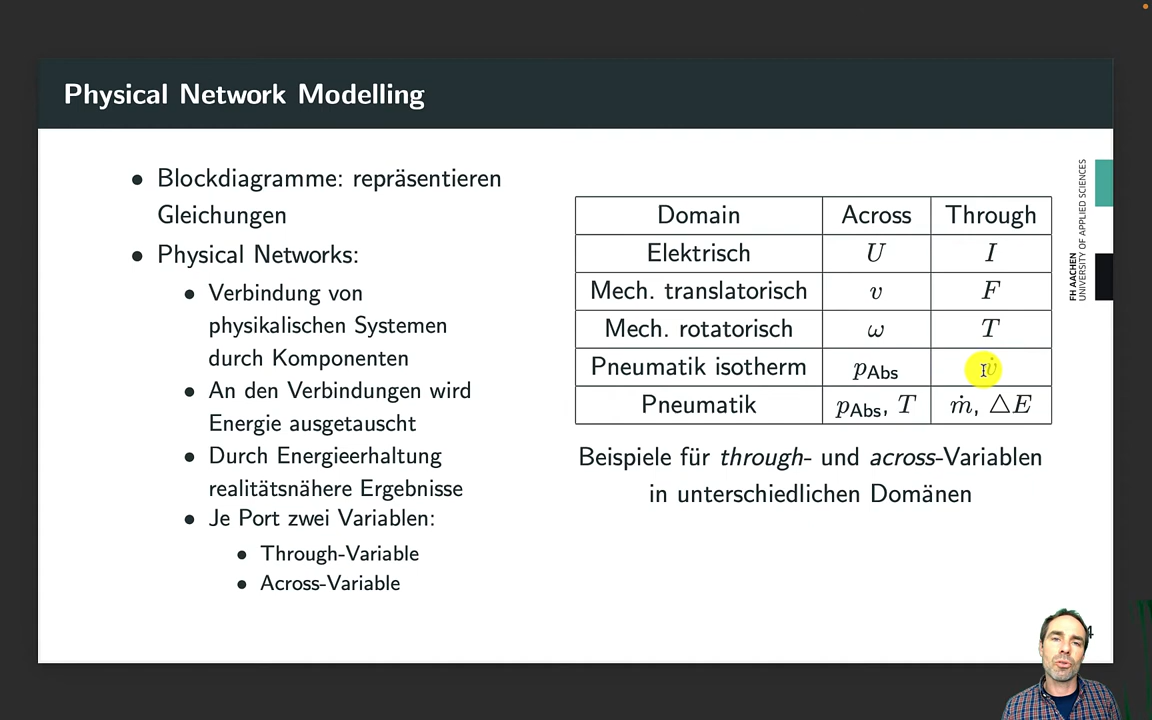 Physical Network Modelling
• Blockdiagramme: repräsentieren
Gleichungen
• Physical Networks:
• Verbindung von
physikalischen Systemen
durch Komponenten
• An den Verbindungen wird
Energie ausgetauscht
• Durch Energieerhaltung
realitätsnähere Ergebnisse
• Je Port zwei Variablen:
• Through-Variable
• Across-Variable
Domain Across Through
Elektrisch U I
Mech. translatorisch v F
Mech. rotatorisch ω T
Pneumatik isotherm pAbs v̇
Pneumatik pAbs, T ṁ, △E
Beispiele für through- und across-Variablen
in unterschiedlichen Domänen
FH AACHEN
UNIVERSITY OF APPLIED SCIENCES